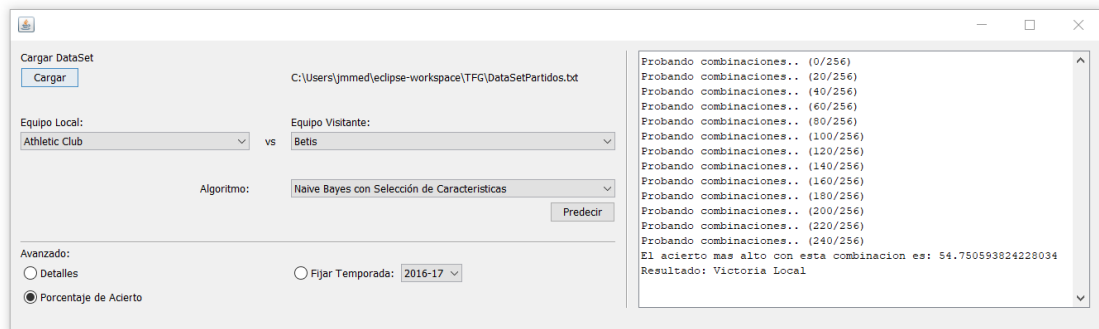 Cargar DataSet
Cargar
C:\Users\jmmed\eclipse-workspace\TFG\DataSetPartidos.txt
Equipo Local:
Equipo Visitante:
Athletic Club
vs
Betis
Algoritmo:
Naive Bayes con Selección de Caracteristicas
Predecir
Avanzado:
Detalles
Fijar Temporada:
2016-17
Porcentaje de Acierto
Probando combinaciones.. (0/256)
Probando combinaciones.. (20/256)
Probando combinaciones.. (40/256)
Probando combinaciones.. (60/256)
Probando combinaciones.. (80/256)
Probando combinaciones.. (100/256)
Probando combinaciones.. (120/256)
Probando combinaciones.. (140/256)
Probando combinaciones.. (160/256)
Probando combinaciones.. (180/256)
Probando combinaciones.. (200/256)
Probando combinaciones.. (220/256)
Probando combinaciones.. (240/256)
El acierto mas alto con esta combinacion es: 54.750593824228034
Resultado: Victoria Local